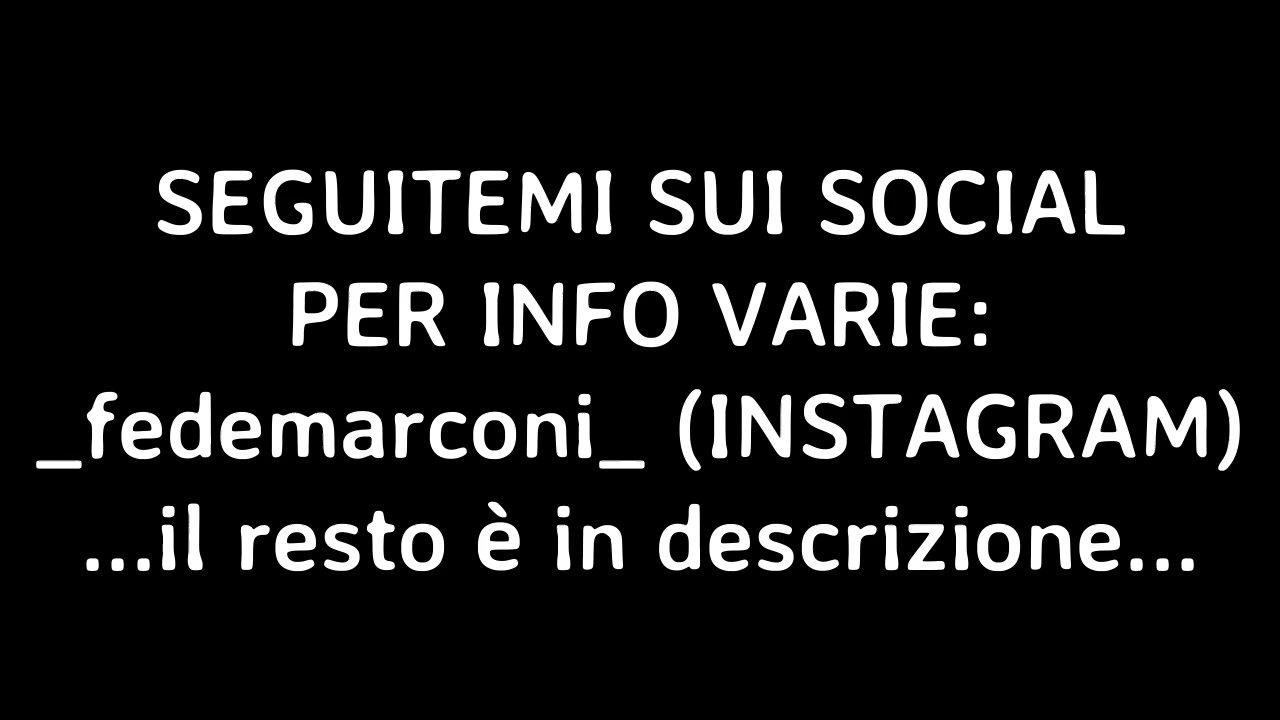 SEGUITEMI SUI SOCIAL
PER INFO VARIE:
_fedemarconi_ (INSTAGRAM)
...il resto è in descrizione...